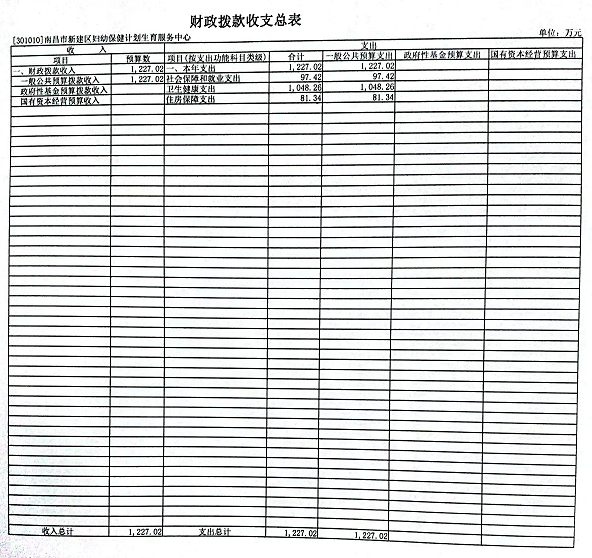 财政拨款收支总表
[301010]南昌市新建区妇幼保健计划生育服务中心 单位：万元
收 入 支出
项目 预算数 项目(按支出功能科目类级) 合计 一般公共预算支出 政府性基金预算支出 国有资本经营预算支出
一、财政拨款收入 1,227.02 一、本年支出 1,227.02 1,227.02
一般公共预算拨款收入 1,227.02 社会保障和就业支出 97.42 97.42
政府性基金预算拨款收入 卫生健康支出 1,048.26 1,048.26
国有资本经营预算收入 住房保障支出 81.34 81.34
收入总计 1,227.02 支出总计 1,227.02 1,227.02